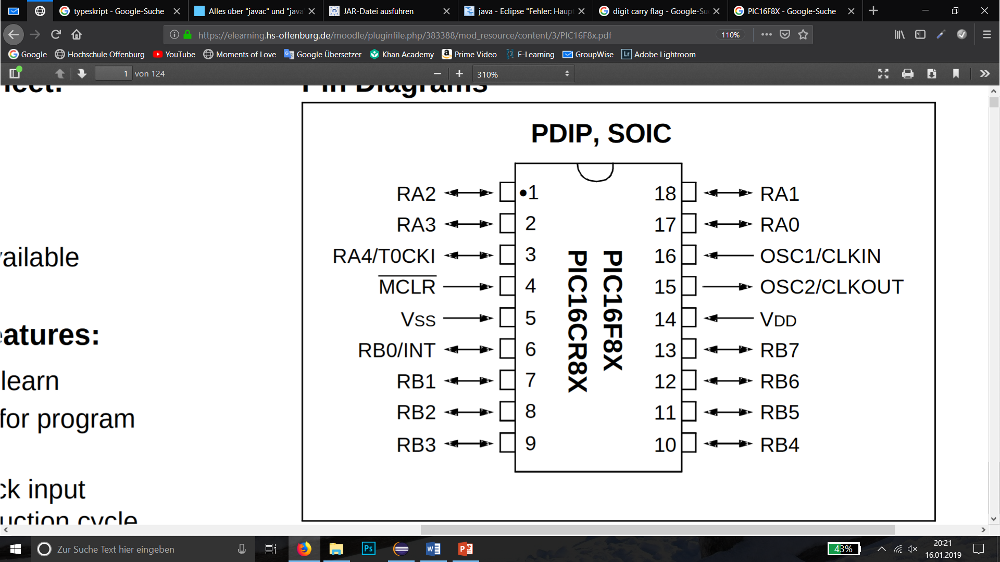 typeskript - Google-Suche
Alles über "javac" und "java
JAR-Datei ausführen
java - Eclipse "Fehler: Haup
digit carry flag - Google-Su
PIC16F8X - Google-Suche
https://elearning.hs-offenburg.de/moodle/pluginfile.php/383388/mod_resource/content/3/PIC16F8x.pdf
110%
Google
Hochschule Offenburg
YouTube
Moments of Love
Google Übersetzer
Khan Academy
Prime Video
E-Learning
GroupWise
Lr Adobe Lightroom
1 von 124
310%
Pin Diagrams
ailable
eatures:
learn
for program
ck input
uction cycle
PDIP, SOIC
RA2 •1 18 RA1
RA3 2 17 RA0
RA4/T0CKI 3 16 OSC1/CLKIN
MCLR 4 15 OSC2/CLKOUT
VSS 5 14 VDD
RB0/INT 6 13 RB7
RB1 7 12 RB6
RB2 8 11 RB5
RB3 9 10 RB4
PIC16F8X
PIC16CR8X
Zur Suche Text hier eingeben
Ps
43%
20:21
16.01.2019